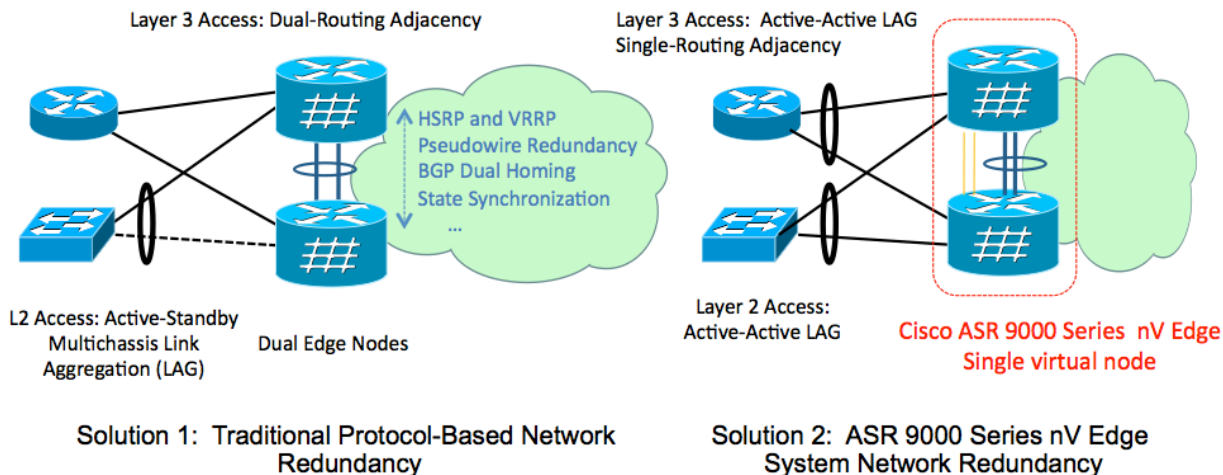 Layer 3 Access: Dual-Routing Adjacency
HSRP and VRRP
Pseudowire Redundancy
BGP Dual Homing
State Synchronization
...
L2 Access: Active-Standby
Multichassis Link
Aggregation (LAG)
Dual Edge Nodes
Solution 1: Traditional Protocol-Based Network
Redundancy
Layer 3 Access: Active-Active LAG
Single-Routing Adjacency
Layer 2 Access:
Active-Active LAG
Cisco ASR 9000 Series nV Edge
Single virtual node
Solution 2: ASR 9000 Series nV Edge
System Network Redundancy